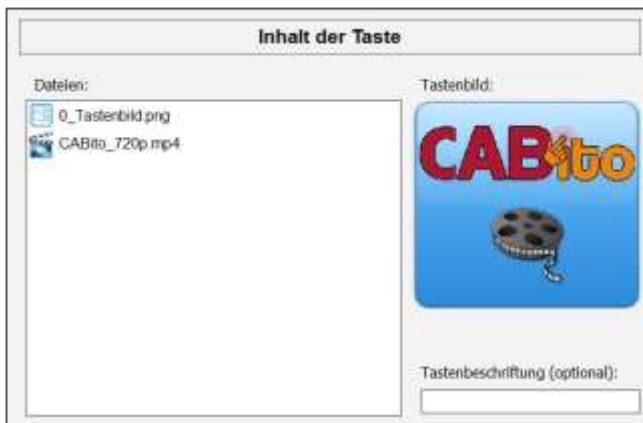 Inhalt der Taste
Dateien:
0_Tastenbild.png
CABito_720p.mp4
Tastenbild:
CABito
Tastenbeschriftung (optional):